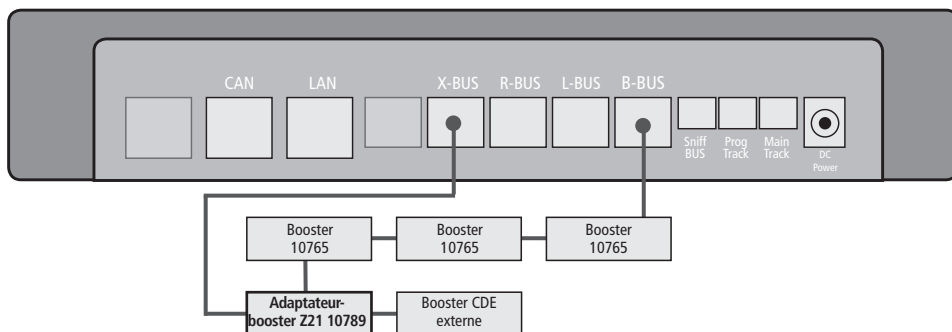 CAN LAN X-BUS R-BUS L-BUS B-BUS
Sniff BUS
Prog Track
Main Track
DC Power
Booster
10765
Booster
10765
Booster
10765
Adaptateur-
booster Z21 10789
Booster CDE
externe